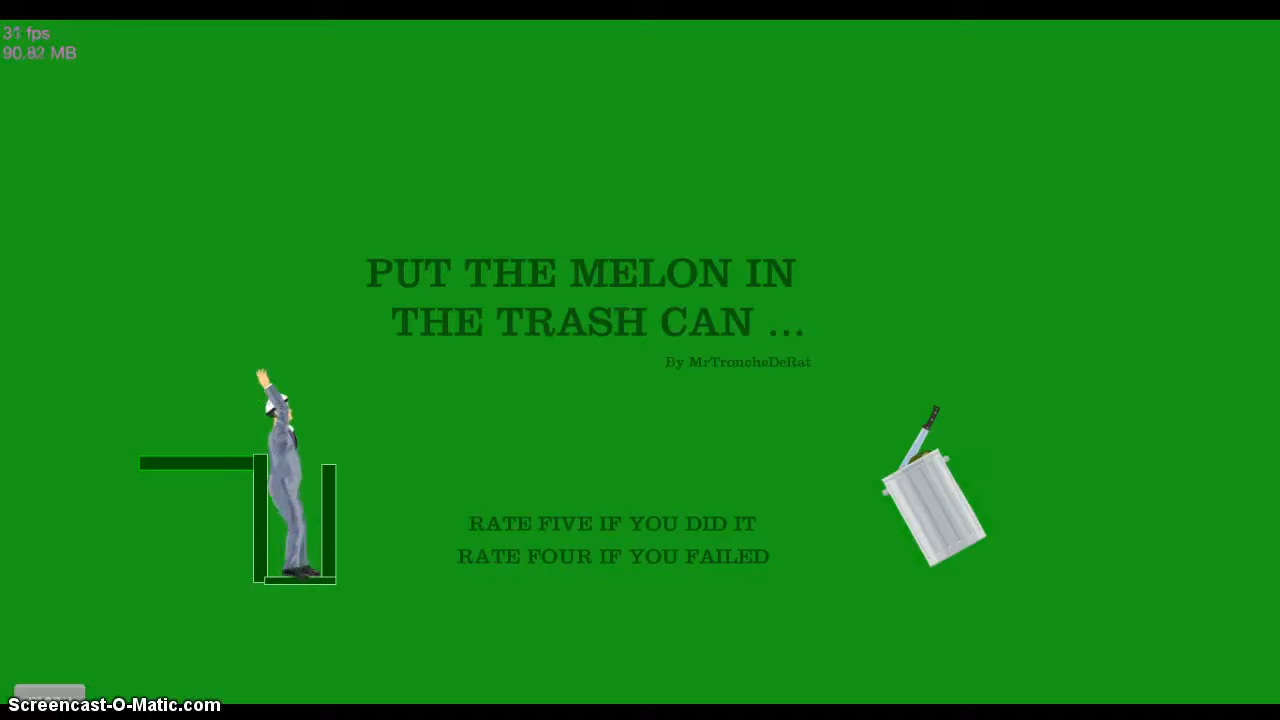 31 fps
90.82 MB
PUT THE MELON IN
THE TRASH CAN ...
By MrTroncheDeRat
RATE FIVE IF YOU DID IT
RATE FOUR IF YOU FAILED
Screencast-O-Matic.com